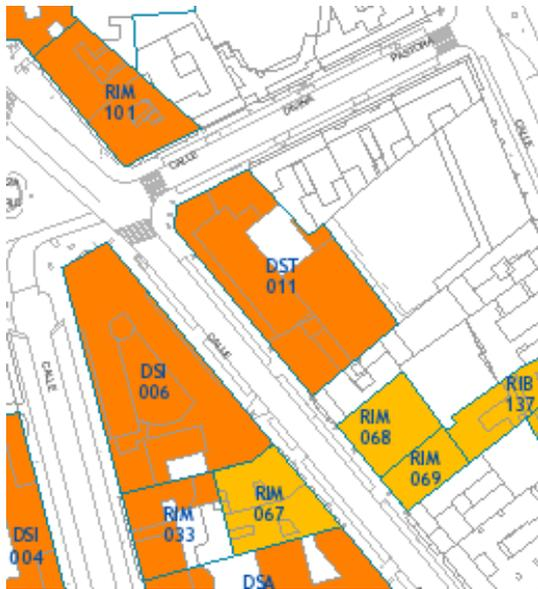 RIM
101
PASTORA
DIVINA
CALLE
CALLE
DST
011
CALLE
CALLE
DSI
006
RIB
137
RIM
068
RIM
069
RIM
067
RIM
033
DSI
004
DSA